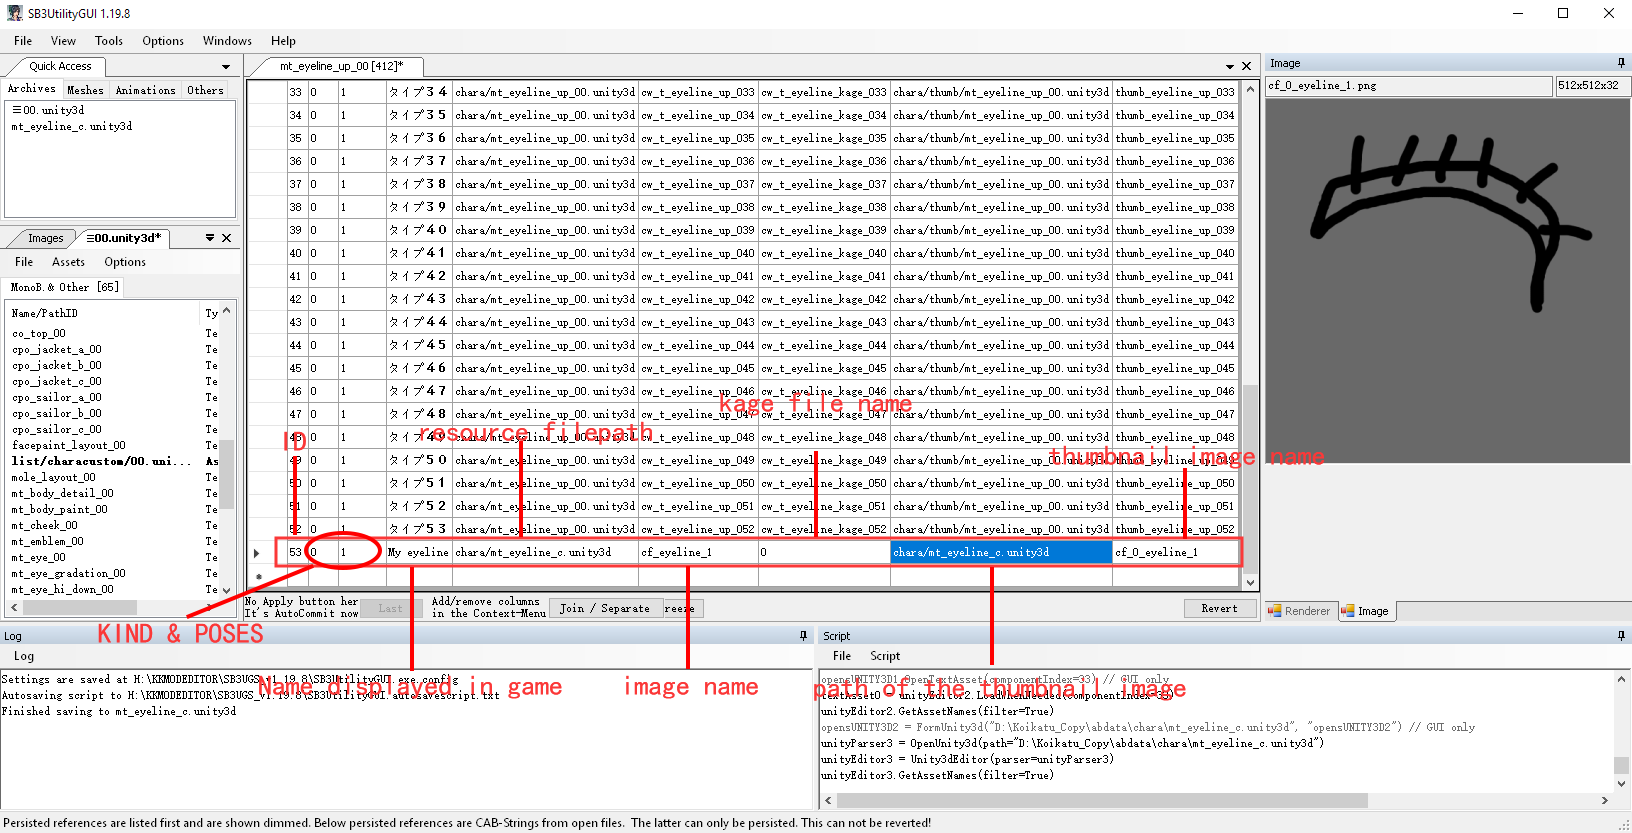 SB3UtilityGUI 1.19.8
File View Tools Options Windows Help
Quick Access
Archives Meshes Animations Others
00.unity3d
mt_eyeline_c.unity3d
Images 00.unity3d*
File Assets Options
MonoB.& Other [65]
Name/PathID Ty
co_top_00 Te
cpo_jacket_a_00 Te
cpo_jacket_b_00 Te
cpo_jacket_c_00 Te
cpo_sailor_a_00 Te
cpo_sailor_b_00 Te
cpo_sailor_c_00 Te
facepaint_layout_00 Te
list/characustom/00.uni... As
mole_layout_00 Te
mt_body_detail_00 Te
mt_body_paint_00 Te
mt_cheek_00 Te
mt_emblem_00 Te
mt_eye_00 Te
mt_eye_gradation_00 Te
mt_eye_hi_down_00 Te
mt_eyeline_up_00 [412]*
33 0 1 タイプ34 chara/mt_eyeline_up_00.unity3d cw_t_eyeline_up_033 cw_t_eyeline_kage_033 chara/thumb/mt_eyeline_up_00.unity3d thumb_eyeline_up_033
34 0 1 タイプ35 chara/mt_eyeline_up_00.unity3d cw_t_eyeline_up_034 cw_t_eyeline_kage_034 chara/thumb/mt_eyeline_up_00.unity3d thumb_eyeline_up_034
35 0 1 タイプ36 chara/mt_eyeline_up_00.unity3d cw_t_eyeline_up_035 cw_t_eyeline_kage_035 chara/thumb/mt_eyeline_up_00.unity3d thumb_eyeline_up_035
36 0 1 タイプ37 chara/mt_eyeline_up_00.unity3d cw_t_eyeline_up_036 cw_t_eyeline_kage_036 chara/thumb/mt_eyeline_up_00.unity3d thumb_eyeline_up_036
37 0 1 タイプ38 chara/mt_eyeline_up_00.unity3d cw_t_eyeline_up_037 cw_t_eyeline_kage_037 chara/thumb/mt_eyeline_up_00.unity3d thumb_eyeline_up_037
38 0 1 タイプ39 chara/mt_eyeline_up_00.unity3d cw_t_eyeline_up_038 cw_t_eyeline_kage_038 chara/thumb/mt_eyeline_up_00.unity3d thumb_eyeline_up_038
39 0 1 タイプ40 chara/mt_eyeline_up_00.unity3d cw_t_eyeline_up_039 cw_t_eyeline_kage_039 chara/thumb/mt_eyeline_up_00.unity3d thumb_eyeline_up_039
40 0 1 タイプ41 chara/mt_eyeline_up_00.unity3d cw_t_eyeline_up_040 cw_t_eyeline_kage_040 chara/thumb/mt_eyeline_up_00.unity3d thumb_eyeline_up_040
41 0 1 タイプ42 chara/mt_eyeline_up_00.unity3d cw_t_eyeline_up_041 cw_t_eyeline_kage_041 chara/thumb/mt_eyeline_up_00.unity3d thumb_eyeline_up_041
42 0 1 タイプ43 chara/mt_eyeline_up_00.unity3d cw_t_eyeline_up_042 cw_t_eyeline_kage_042 chara/thumb/mt_eyeline_up_00.unity3d thumb_eyeline_up_042
43 0 1 タイプ44 chara/mt_eyeline_up_00.unity3d cw_t_eyeline_up_043 cw_t_eyeline_kage_043 chara/thumb/mt_eyeline_up_00.unity3d thumb_eyeline_up_043
44 0 1 タイプ45 chara/mt_eyeline_up_00.unity3d cw_t_eyeline_up_044 cw_t_eyeline_kage_044 chara/thumb/mt_eyeline_up_00.unity3d thumb_eyeline_up_044
45 0 1 タイプ46 chara/mt_eyeline_up_00.unity3d cw_t_eyeline_up_045 cw_t_eyeline_kage_045 chara/thumb/mt_eyeline_up_00.unity3d thumb_eyeline_up_045
46 0 1 タイプ47 chara/mt_eyeline_up_00.unity3d cw_t_eyeline_up_046 cw_t_eyeline_kage_046 chara/thumb/mt_eyeline_up_00.unity3d thumb_eyeline_up_046
kage file name
47 0 1 タイプ48 chara/mt_eyeline_up_00.unity3d cw_t_eyeline_up_047 cw_t_eyeline_kage_047 chara/thumb/mt_eyeline_up_00.unity3d thumb_eyeline_up_047
ID
resource filepath
48 0 1 タイプ49 chara/mt_eyeline_up_00.unity3d cw_t_eyeline_up_048 cw_t_eyeline_kage_048 chara/thumb/mt_eyeline_up_00.unity3d thumb_eyeline_up_048
thumbnail image name
49 0 1 タイプ50 chara/mt_eyeline_up_00.unity3d cw_t_eyeline_up_049 cw_t_eyeline_kage_049 chara/thumb/mt_eyeline_up_00.unity3d thumb_eyeline_up_049
50 0 1 タイプ51 chara/mt_eyeline_up_00.unity3d cw_t_eyeline_up_050 cw_t_eyeline_kage_050 chara/thumb/mt_eyeline_up_00.unity3d thumb_eyeline_up_050
51 0 1 タイプ52 chara/mt_eyeline_up_00.unity3d cw_t_eyeline_up_051 cw_t_eyeline_kage_051 chara/thumb/mt_eyeline_up_00.unity3d thumb_eyeline_up_051
52 0 1 タイプ53 chara/mt_eyeline_up_00.unity3d cw_t_eyeline_up_052 cw_t_eyeline_kage_052 chara/thumb/mt_eyeline_up_00.unity3d thumb_eyeline_up_052
53 0 1 My eyeline chara/mt_eyeline_c.unity3d cf_eyeline_1 0 chara/mt_eyeline_c.unity3d cf_0_eyeline_1
No Apply button her
It's AutoCommit now
Last
Add/remove columns
in the Context-Menu
Join / Separate
reeze
Revert
Image
cf_0_eyeline_1.png 512x512x32
Renderer Image
KIND & POSES
Name displayed in game
image name
path of the thumbnail image
Log
Log
Settings are saved at H:\KKMODEDITOR\SB3UGS_v1.19.8\SB3UtilityGUI.exe.config
Autosaving script to H:\KKMODEDITOR\SB3UGS_v1.19.8\SB3UtilityGUI.autosavescript.txt
Finished saving to mt_eyeline_c.unity3d
Script
File Script
opensUNITY3D1.OpenTextAsset(componentIndex=33) // GUI only
textAsset0 = unityEditor2.LoadWhenNeeded(componentIndex=33)
unityEditor2.GetAssetNames(filter=True)
opensUNITY3D2 = FormUnity3d("D:\Koikatu_Copy\abdata\chara\mt_eyeline_c.unity3d", "opensUNITY3D2") // GUI only
unityParser3 = OpenUnity3d(path="D:\Koikatu_Copy\abdata\chara\mt_eyeline_c.unity3d")
unityEditor3 = Unity3dEditor(parser=unityParser3)
unityEditor3.GetAssetNames(filter=True)
Persisted references are listed first and are shown dimmed. Below persisted references are CAB-Strings from open files. The latter can only be persisted. This can not be reverted!